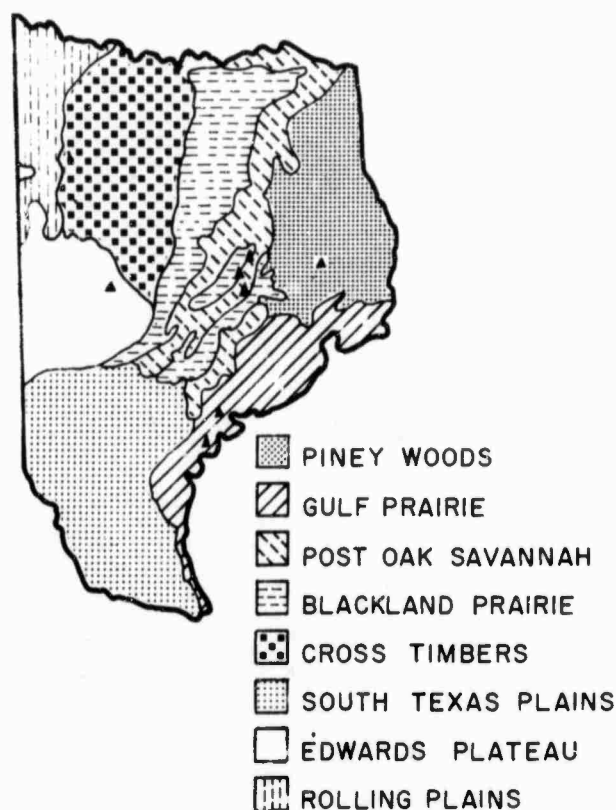 PINEY WOODS
GULF PRAIRIE
POST OAK SAVANNAH
BLACKLAND PRAIRIE
CROSS TIMBERS
SOUTH TEXAS PLAINS
EDWARDS PLATEAU
ROLLING PLAINS